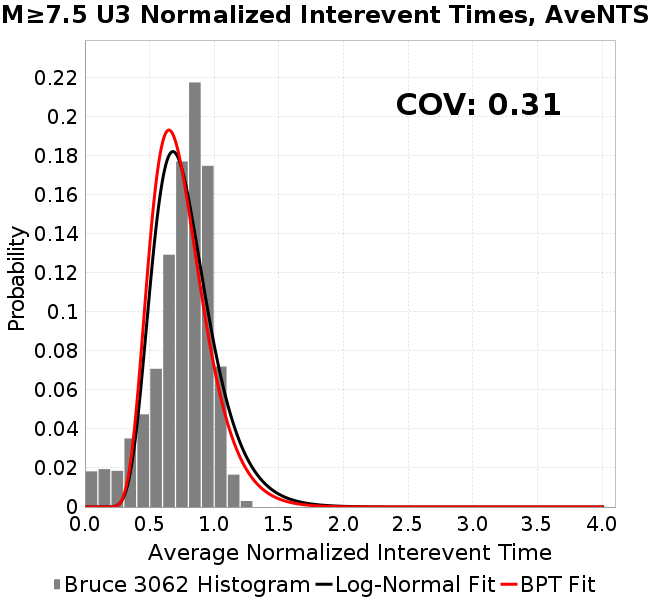 M≥7.5 U3 Normalized Interevent Times, AveNTS
COV: 0.31
Probability
0.22
0.2
0.18
0.16
0.14
0.12
0.1
0.08
0.06
0.04
0.02
0
0.0 0.5 1.0 1.5 2.0 2.5 3.0 3.5 4.0
Average Normalized Interevent Time
Bruce 3062 Histogram Log-Normal Fit BPT Fit